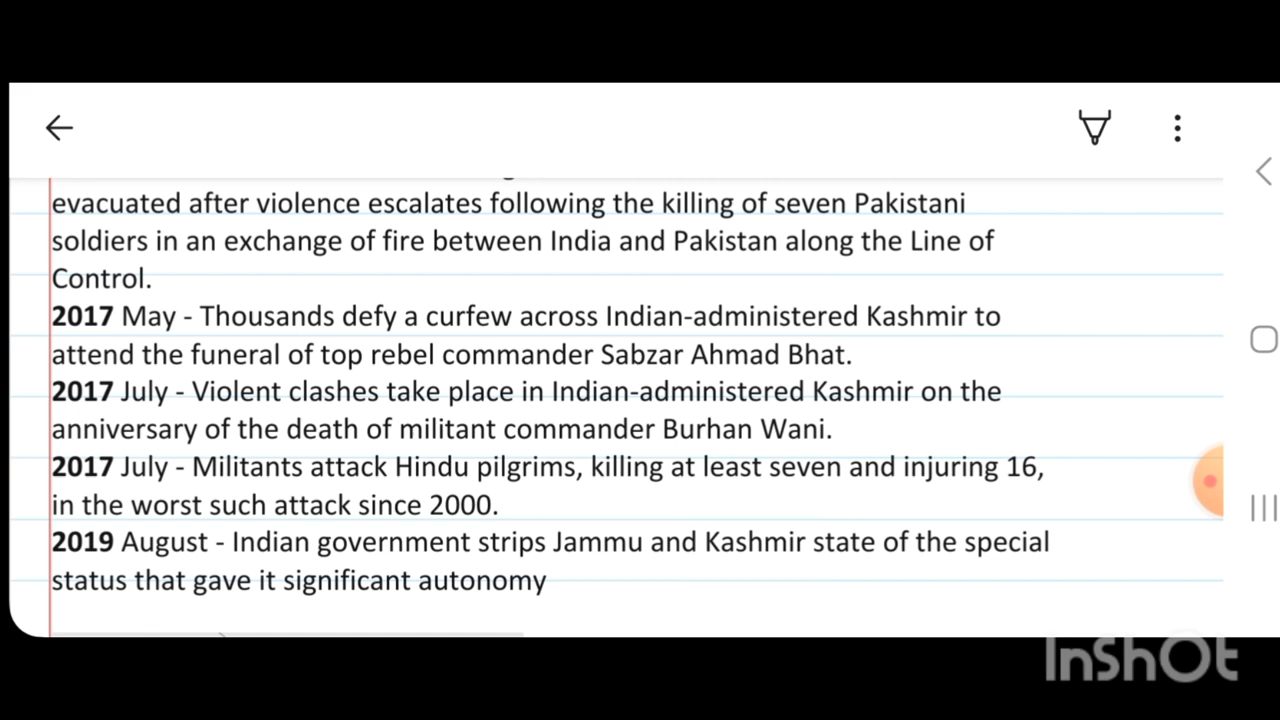 evacuated after violence escalates following the killing of seven Pakistani
soldiers in an exchange of fire between India and Pakistan along the Line of
Control.
2017 May - Thousands defy a curfew across Indian-administered Kashmir to
attend the funeral of top rebel commander Sabzar Ahmad Bhat.
2017 July - Violent clashes take place in Indian-administered Kashmir on the
anniversary of the death of militant commander Burhan Wani.
2017 July - Militants attack Hindu pilgrims, killing at least seven and injuring 16,
in the worst such attack since 2000.
2019 August - Indian government strips Jammu and Kashmir state of the special
status that gave it significant autonomy
InShOt